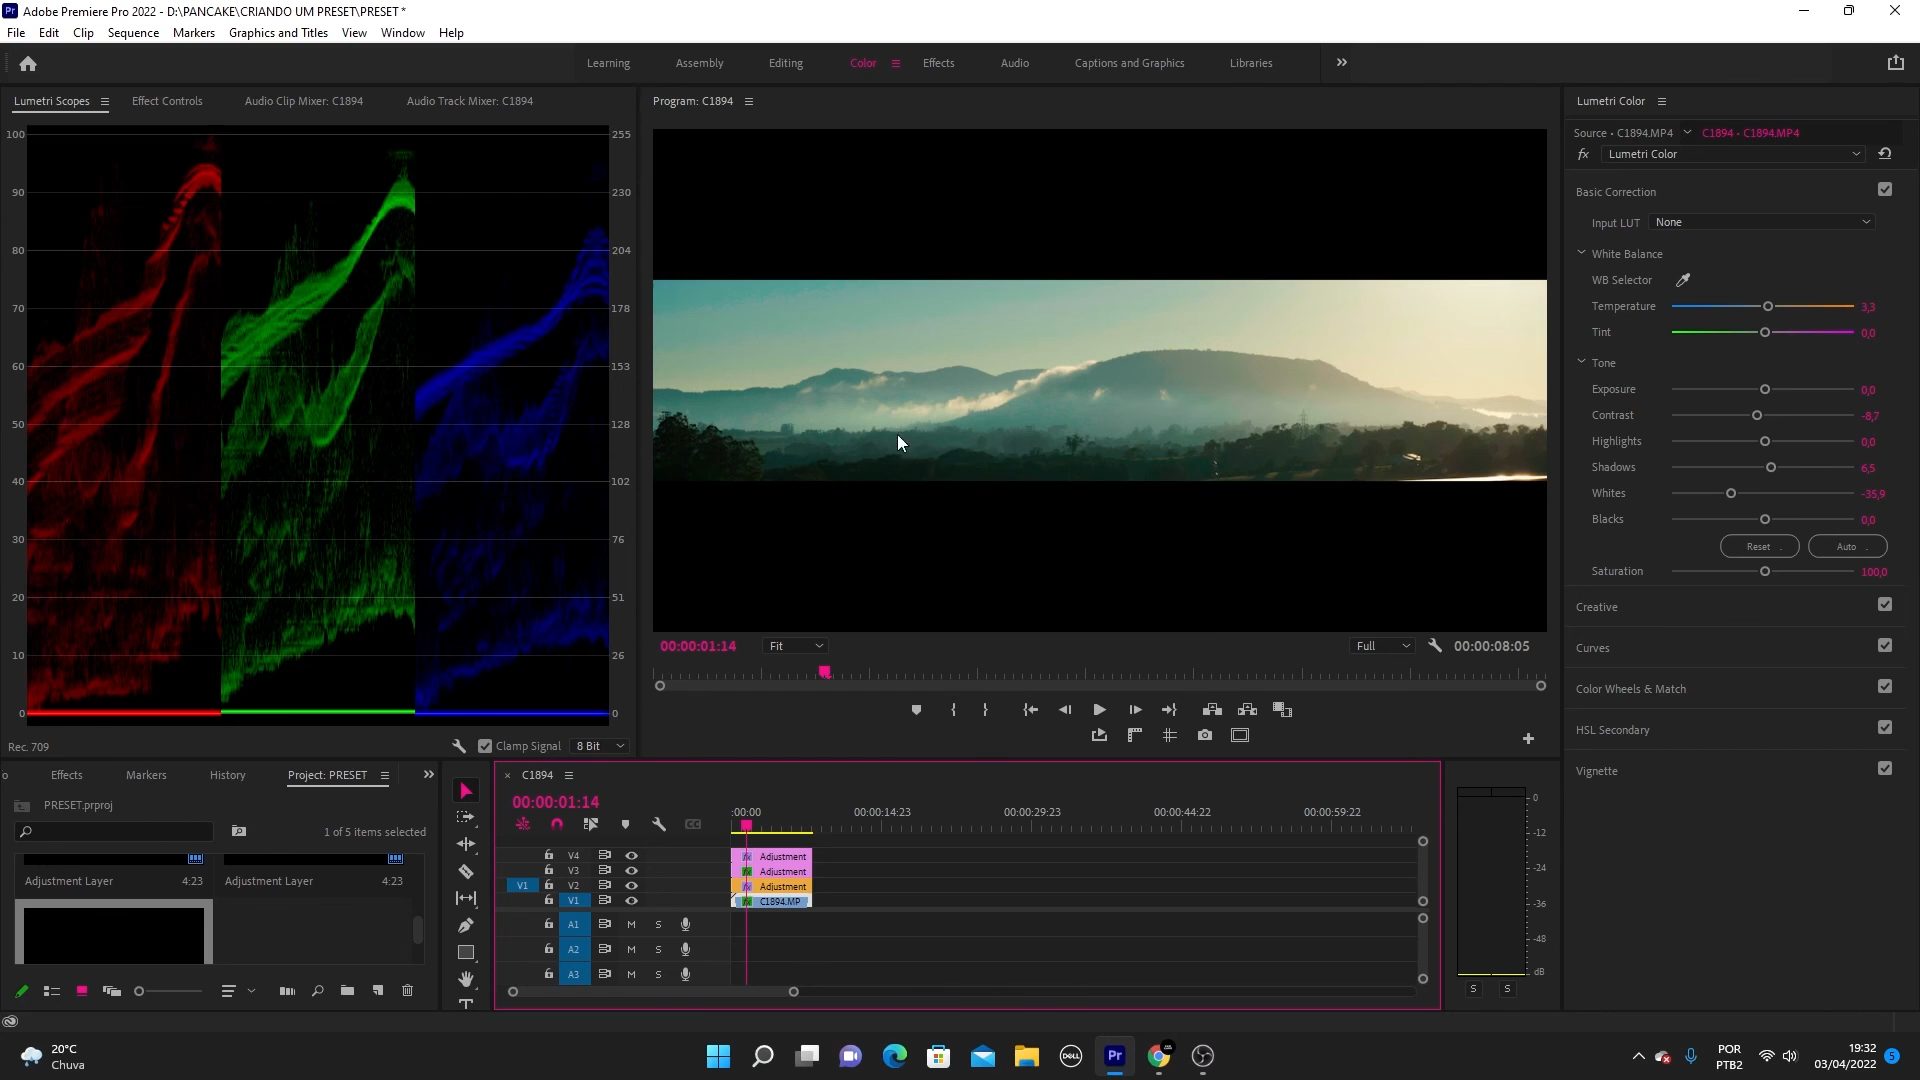 Adobe Premiere Pro 2022 - D:\PANCAKE\CRIANDO UM PRESET\PRESET *
File Edit Clip Sequence Markers Graphics and Titles View Window Help
Learning Assembly Editing Color Effects Audio Captions and Graphics Libraries
Lumetri Scopes Effect Controls Audio Clip Mixer: C1894 Audio Track Mixer: C1894
Program: C1894
Lumetri Color
Source • C1894.MP4 C1894 - C1894.MP4
fx Lumetri Color
Basic Correction
Input LUT None
White Balance
WB Selector
Temperature 3,3
Tint 0,0
Tone
Exposure 0,0
Contrast -8,7
Highlights 0,0
Shadows 6,5
Whites -35,9
Blacks 0,0
Reset Auto
Saturation 100,0
Creative
Curves
Color Wheels & Match
HSL Secondary
Vignette
100 255
90 230
80 204
70 178
60 153
50 128
40 102
30 76
20 51
10 26
0 0
Rec. 709 Clamp Signal 8 Bit
00:00:01:14 Fit Full 00:00:08:05
o Effects Markers History Project: PRESET
PRESET.prproj
1 of 5 items selected
Adjustment Layer 4:23 Adjustment Layer 4:23
C1894
00:00:01:14
:00:00 00:00:14:23 00:00:29:23 00:00:44:22 00:00:59:22
V4 fx Adjustment
V3 fx Adjustment
V1 V2 fx Adjustment
V1 fx C1894.MP
A1 M S
A2 M S
A3 M S
0
-12
-24
-36
-48
dB
S S
20°C
Chuva
DELL
Pr
POR
PTB2
19:32
03/04/2022
5